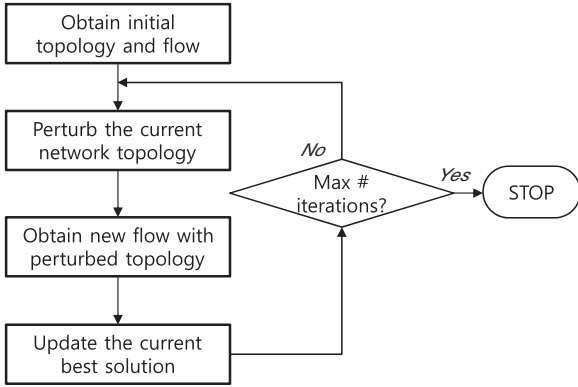 Obtain initial
topology and flow
Perturb the current
network topology
Obtain new flow with
perturbed topology
Update the current
best solution
No
Max #
iterations?
Yes
STOP